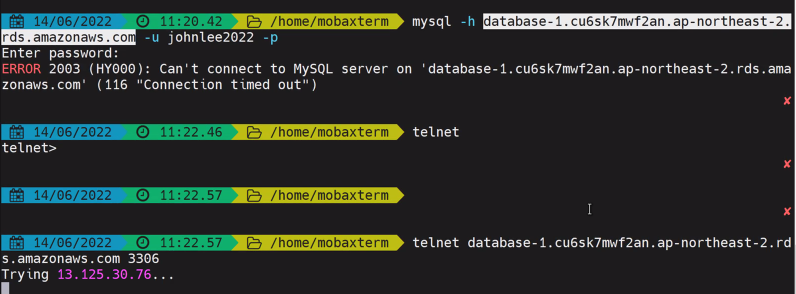 14/06/2022 11:20.42 /home/mobaxterm mysql -h database-1.cu6sk7mwf2an.ap-northeast-2.
rds.amazonaws.com -u johnlee2022 -p
Enter password:
ERROR 2003 (HY000): Can't connect to MySQL server on 'database-1.cu6sk7mwf2an.ap-northeast-2.rds.ama
zonaws.com' (116 "Connection timed out")
14/06/2022 11:22.46 /home/mobaxterm telnet
telnet>
14/06/2022 11:22.57 /home/mobaxterm
14/06/2022 11:22.57 /home/mobaxterm telnet database-1.cu6sk7mwf2an.ap-northeast-2.rd
s.amazonaws.com 3306
Trying 13.125.30.76...